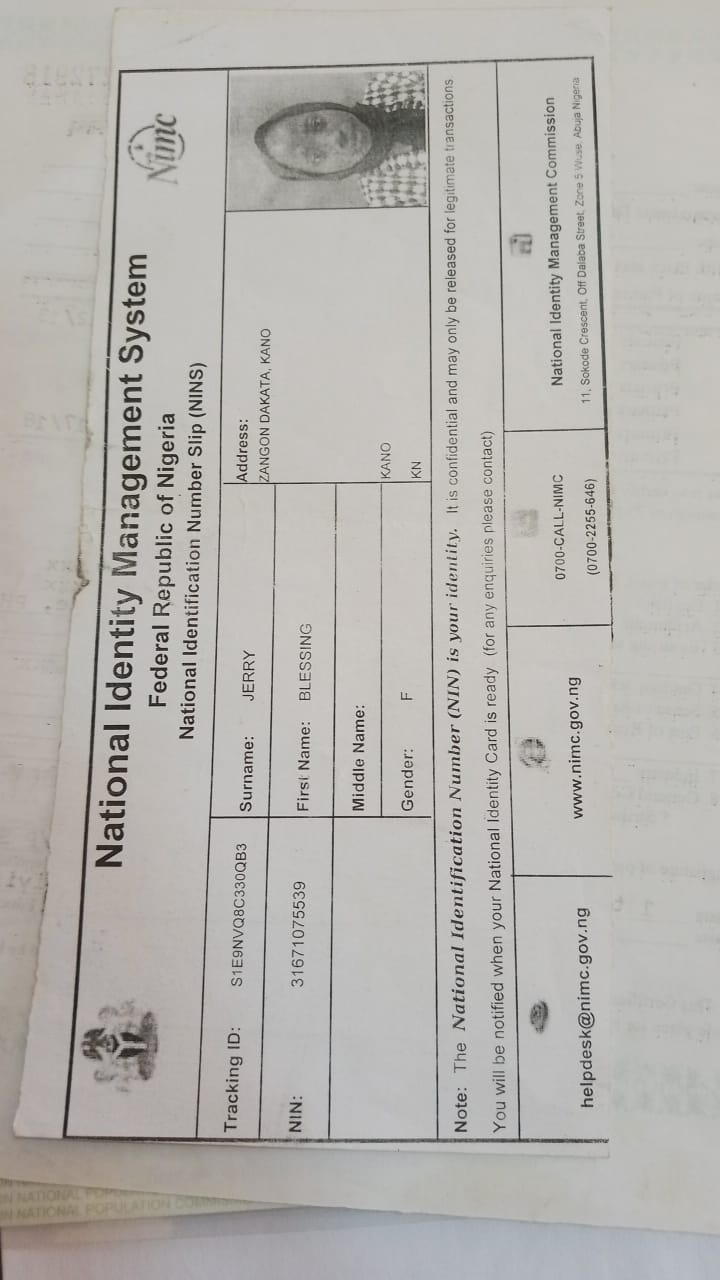 National Identity Management System
Federal Republic of Nigeria
National Identification Number Slip (NINS)
Nimc
Tracking ID: S1E9NVQ8C330QB3
Surname: JERRY
Address:
ZANGON DAKATA, KANO
NIN: 31671075539
First Name: BLESSING
Middle Name:
KANO
Gender: F
KN
Note: The National Identification Number (NIN) is your identity. It is confidential and may only be released for legitimate transactions
You will be notified when your National Identity Card is ready (for any enquiries please contact)
helpdesk@nimc.gov.ng
www.nimc.gov.ng
0700-CALL-NIMC
(0700-2255-646)
National Identity Management Commission
11, Sokode Crescent, Off Dalaba Street, Zone 5 Wuse, Abuja Nigeria
N NATIONAL
N NATIONAL POPULATION